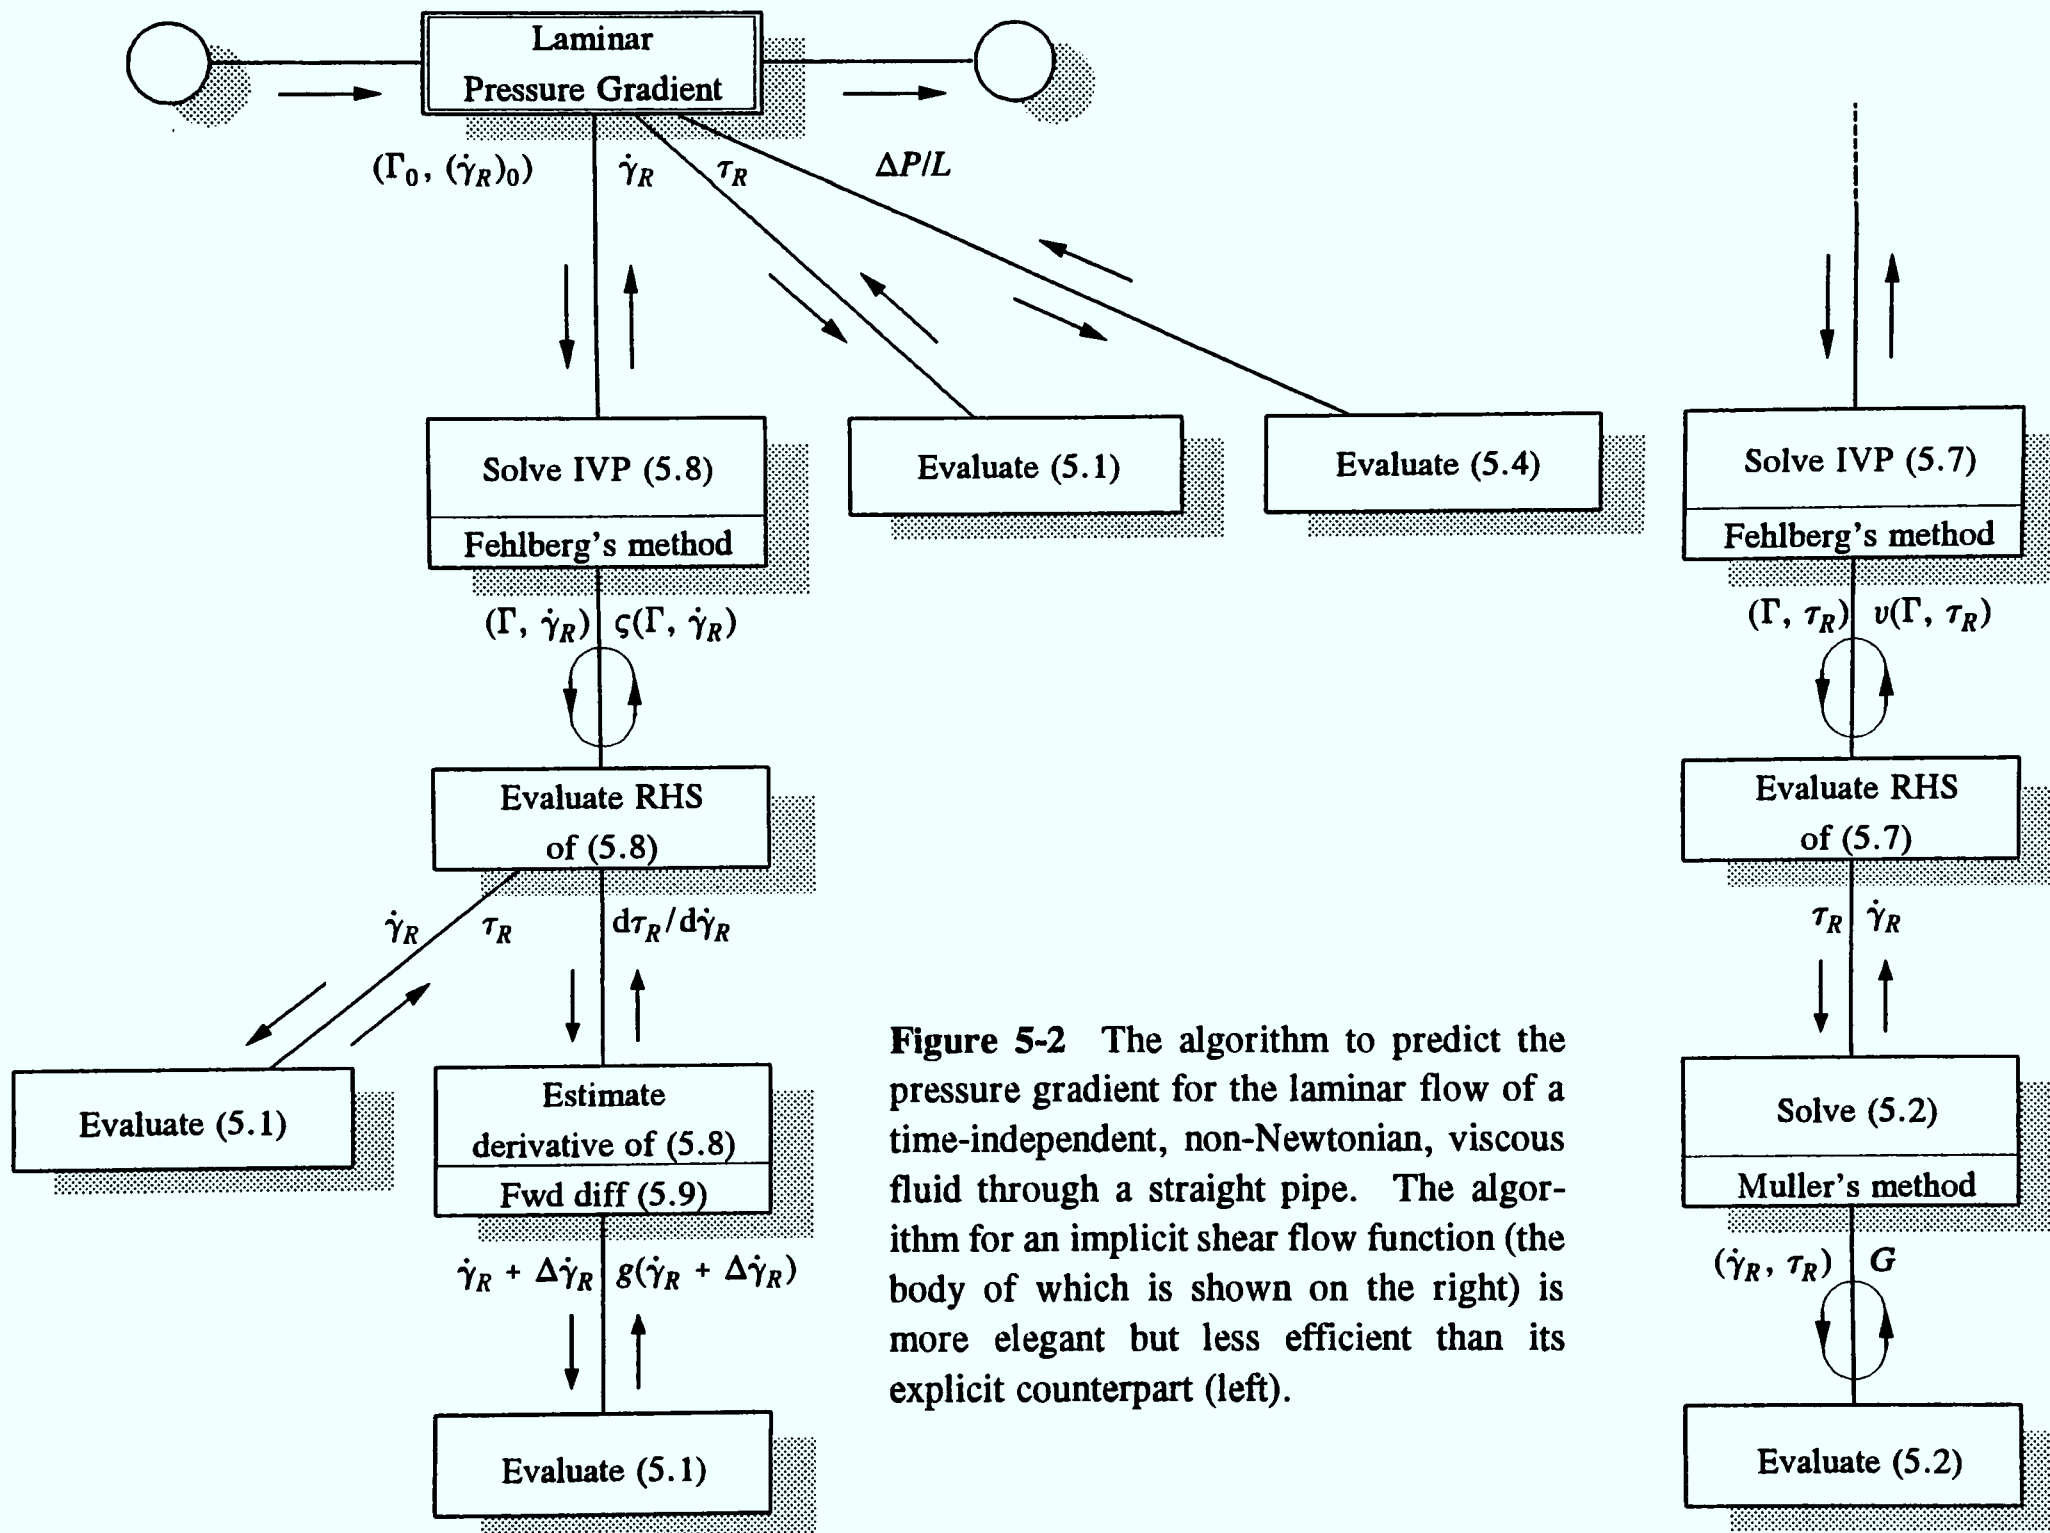 Laminar
Pressure Gradient
(Γ₀, (γ̇_R)₀)
γ̇_R
τ_R
ΔP/L
Solve IVP (5.8)
Fehlberg's method
Evaluate (5.1)
Evaluate (5.4)
Solve IVP (5.7)
Fehlberg's method
(Γ, γ̇_R)
ς(Γ, γ̇_R)
(Γ, τ_R)
υ(Γ, τ_R)
Evaluate RHS
of (5.8)
Evaluate RHS
of (5.7)
γ̇_R
τ_R
dτ_R/dγ̇_R
τ_R
γ̇_R
Evaluate (5.1)
Estimate
derivative of (5.8)
Fwd diff (5.9)
Solve (5.2)
Muller's method
γ̇_R + Δγ̇_R
g(γ̇_R + Δγ̇_R)
(γ̇_R, τ_R)
G
Evaluate (5.1)
Evaluate (5.2)
Figure 5-2 The algorithm to predict the
pressure gradient for the laminar flow of a
time-independent, non-Newtonian, viscous
fluid through a straight pipe. The algor-
ithm for an implicit shear flow function (the
body of which is shown on the right) is
more elegant but less efficient than its
explicit counterpart (left).